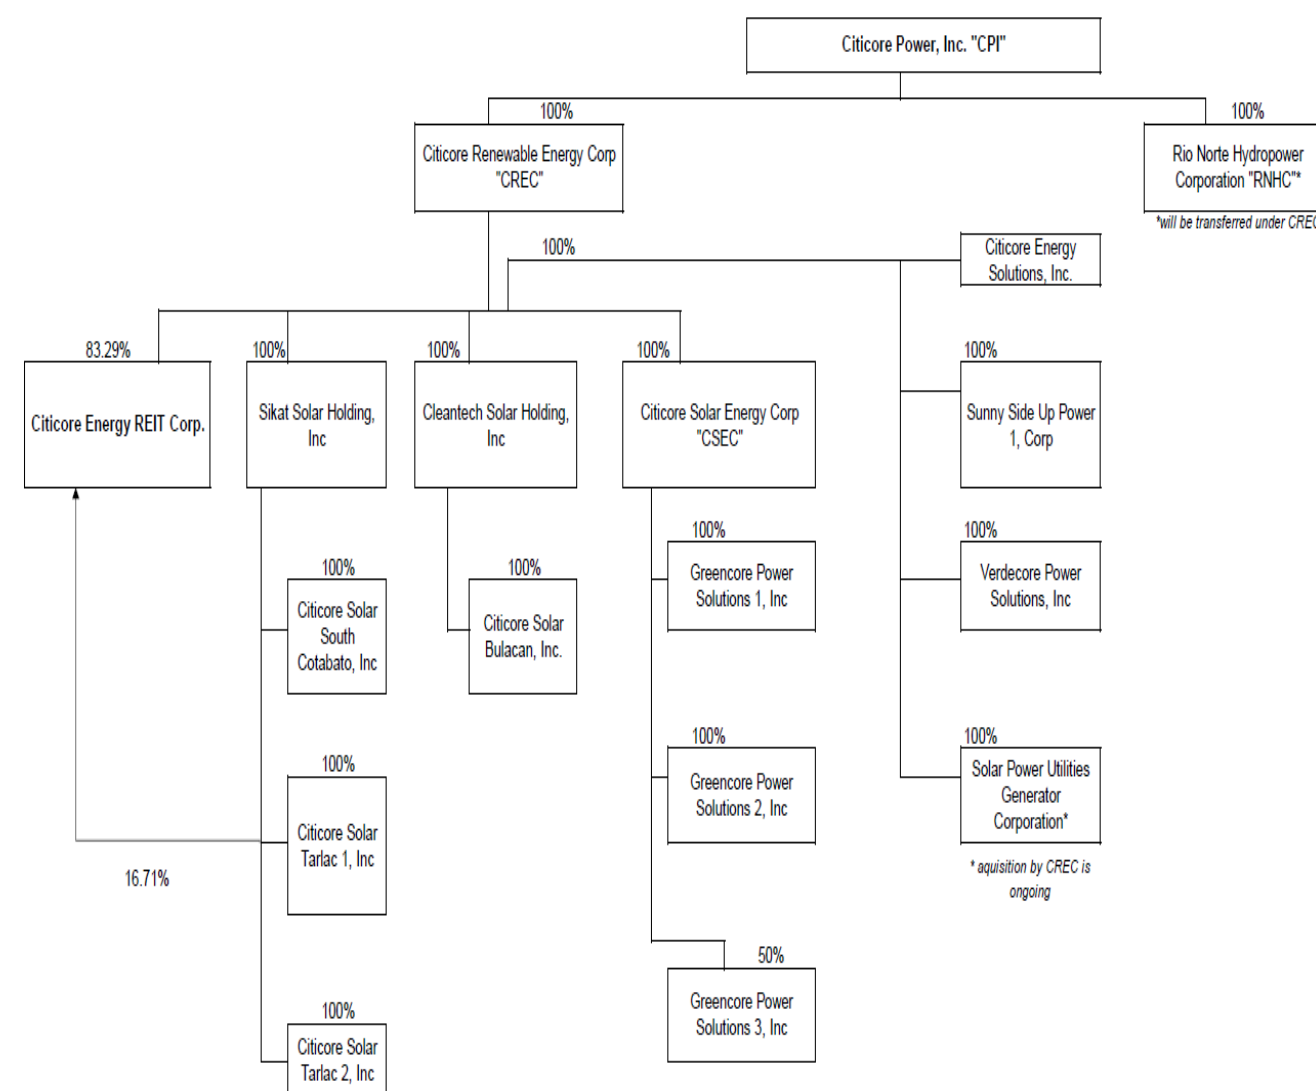 Citicore Power, Inc. "CPI"
100%
100%
Citicore Renewable Energy Corp
"CREC"
Rio Norte Hydropower
Corporation "RNHC"*
*will be transferred under CREC
100%
Citicore Energy
Solutions, Inc.
83.29%
100%
100%
100%
100%
Citicore Energy REIT Corp.
Sikat Solar Holding,
Inc
Cleantech Solar Holding,
Inc
Citicore Solar Energy Corp
"CSEC"
Sunny Side Up Power
1, Corp
100%
100%
100%
100%
Citicore Solar
South
Cotabato, Inc
Citicore Solar
Bulacan, Inc.
Greencore Power
Solutions 1, Inc
Verdecore Power
Solutions, Inc
100%
100%
100%
Citicore Solar
Tarlac 1, Inc
Greencore Power
Solutions 2, Inc
Solar Power Utilities
Generator
Corporation*
* aquisition by CREC is
ongoing
16.71%
50%
Greencore Power
Solutions 3, Inc
100%
Citicore Solar
Tarlac 2, Inc